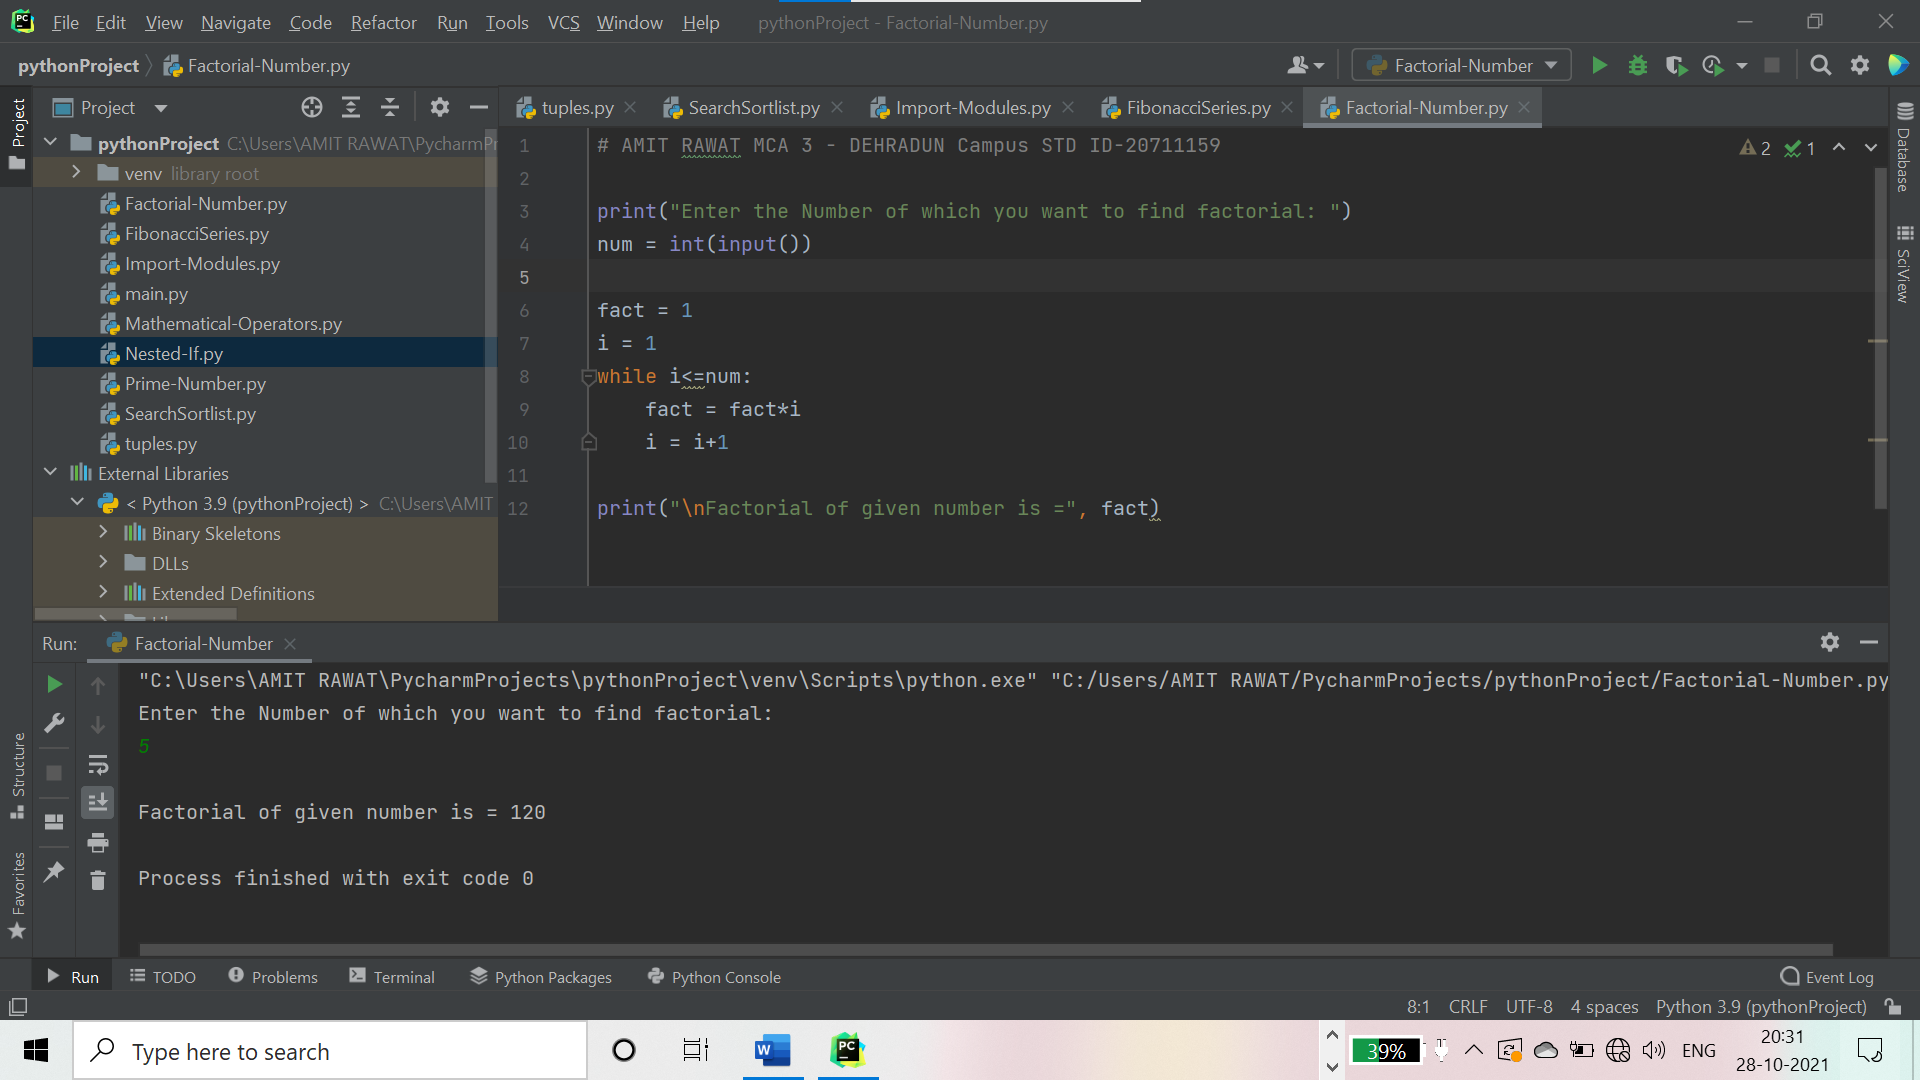 File Edit View Navigate Code Refactor Run Tools VCS Window Help pythonProject - Factorial-Number.py
pythonProject Factorial-Number.py Factorial-Number
Project
Project
tuples.py SearchSortlist.py Import-Modules.py FibonacciSeries.py Factorial-Number.py
pythonProject C:\Users\AMIT RAWAT\PycharmPr
venv library root
Factorial-Number.py
FibonacciSeries.py
Import-Modules.py
main.py
Mathematical-Operators.py
Nested-If.py
Prime-Number.py
SearchSortlist.py
tuples.py
External Libraries
< Python 3.9 (pythonProject) > C:\Users\AMIT
Binary Skeletons
DLLs
Extended Definitions
1 # AMIT RAWAT MCA 3 - DEHRADUN Campus STD ID-20711159
2
3 print("Enter the Number of which you want to find factorial: ")
4 num = int(input())
5
6 fact = 1
7 i = 1
8 while i<=num:
9 fact = fact*i
10 i = i+1
11
12 print("\nFactorial of given number is =", fact)
2 1
Database
SciView
Run: Factorial-Number
"C:\Users\AMIT RAWAT\PycharmProjects\pythonProject\venv\Scripts\python.exe" "C:/Users/AMIT RAWAT/PycharmProjects/pythonProject/Factorial-Number.py
Enter the Number of which you want to find factorial:
5
Factorial of given number is = 120
Process finished with exit code 0
Structure
Favorites
Run TODO Problems Terminal Python Packages Python Console Event Log
8:1 CRLF UTF-8 4 spaces Python 3.9 (pythonProject)
Type here to search
39% ENG
20:31
28-10-2021